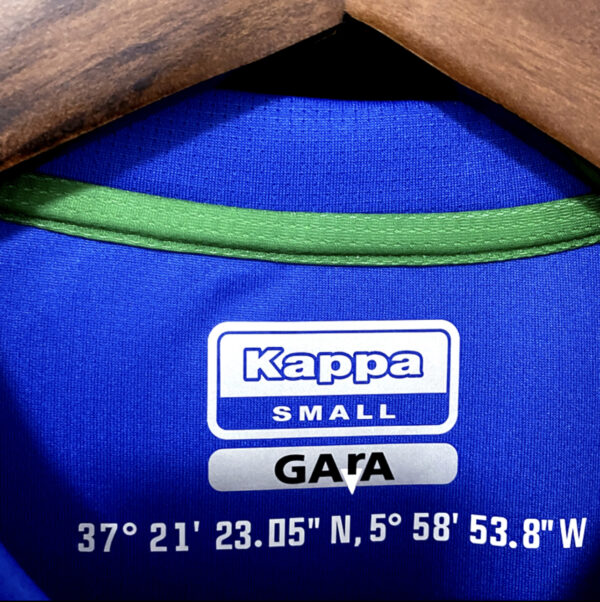 Kappa
SMALL
GArA
37° 21' 23.05" N, 5° 58' 53.8" W